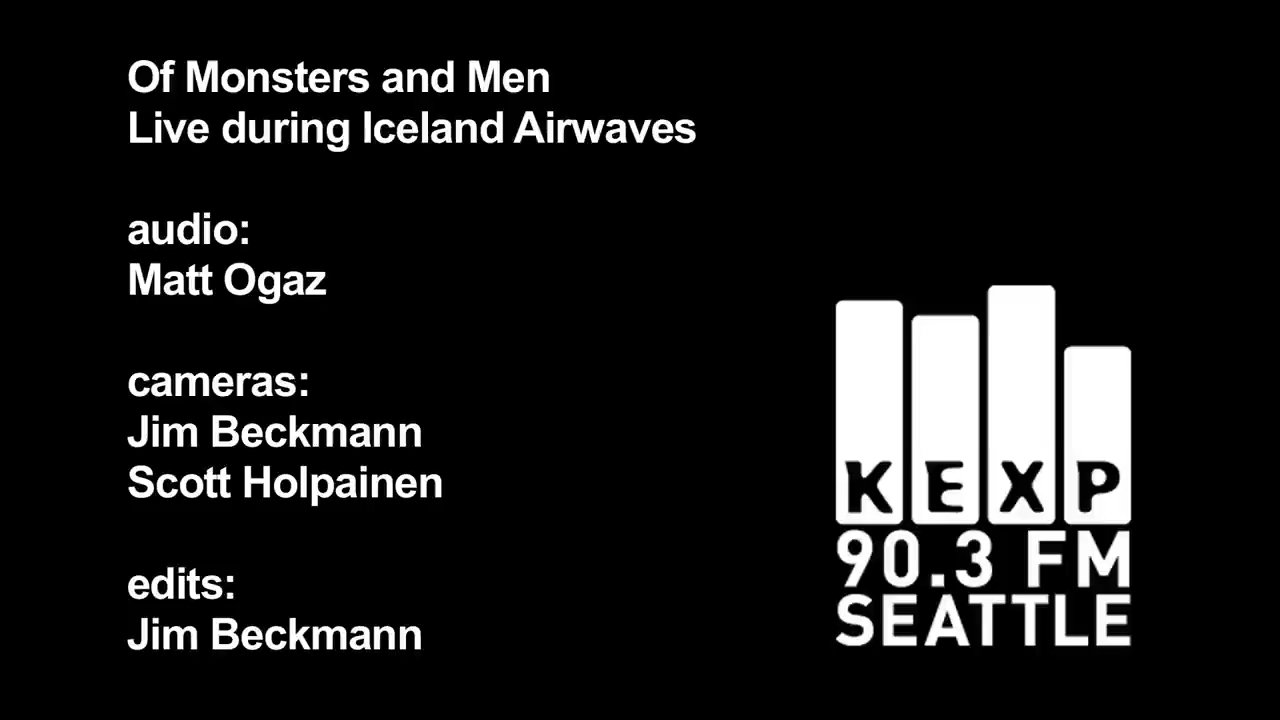 Of Monsters and Men
Live during Iceland Airwaves
audio:
Matt Ogaz
cameras:
Jim Beckmann
Scott Holpainen
edits:
Jim Beckmann
KEXP
90.3 FM
SEATTLE